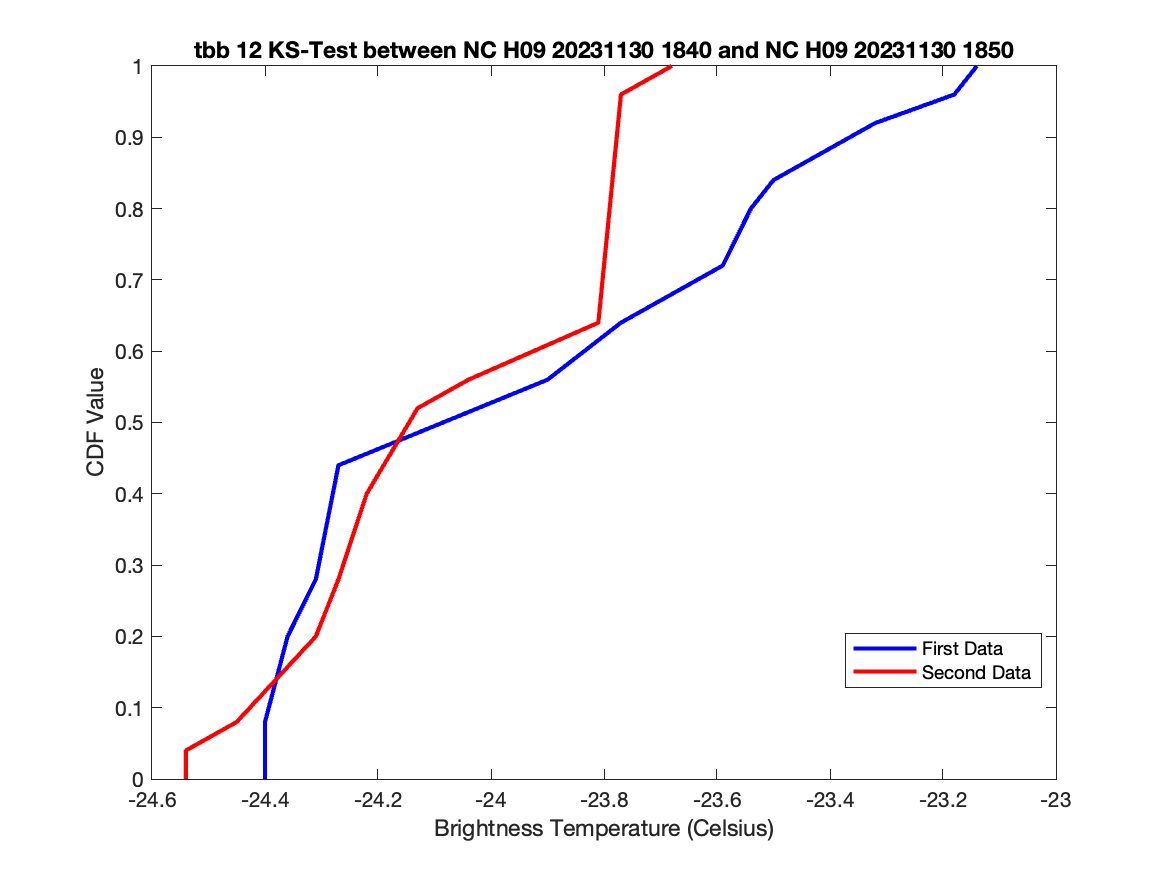 tbb 12 KS-Test between NC H09 20231130 1840 and NC H09 20231130 1850
1
0.9
0.8
0.7
0.6
0.5
0.4
0.3
0.2
0.1
0
CDF Value
First Data
Second Data
-24.6 -24.4 -24.2 -24 -23.8 -23.6 -23.4 -23.2 -23
Brightness Temperature (Celsius)